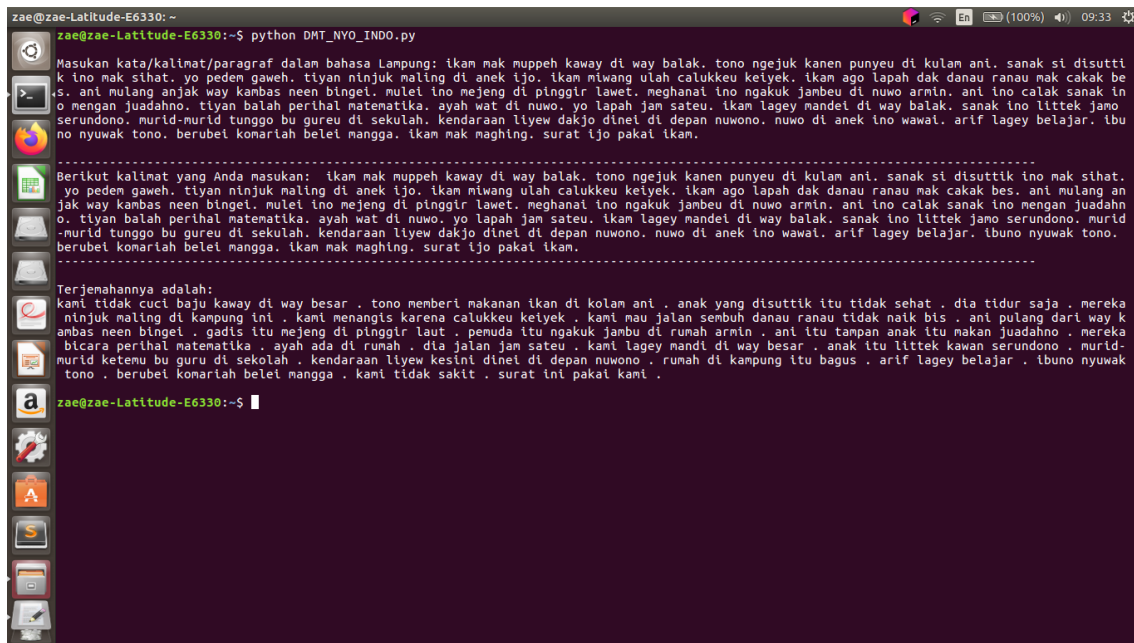 zae@zae-Latitude-E6330: ~
En (100%) 09:33
zae@zae-Latitude-E6330:~$ python DMT_NYO_INDO.py
Masukan kata/kalimat/paragraf dalam bahasa Lampung: ikam mak muppeh kaway di way balak. tono ngejuk kanen punyeu di kulam ani. sanak si disutti
k ino mak sihat. yo pedem gaweh. tiyan ninjuk maling di anek ijo. ikam miwang ulah calukkeu keiyek. ikam ago lapah dak danau ranau mak cakak be
s. ani mulang anjak way kambas neen bingei. mulei ino mejeng di pinggir lawet. meghanai ino ngakuk jambeu di nuwo armin. ani ino calak sanak in
o mengan juadahno. tiyan balah perihal matematika. ayah wat di nuwo. yo lapah jam sateu. ikam lagey mandei di way balak. sanak ino littek jamo
serundono. murid-murid tunggo bu gureu di sekulah. kendaraan liyew dakjo dinei di depan nuwono. nuwo di anek ino wawai. arif lagey belajar. ibu
no nyuwak tono. berubei komariah belei mangga. ikam mak maghing. surat ijo pakai ikam.
------------------------------------------------------------------------------------------------------------------------------------
Berikut kalimat yang Anda masukan:  ikam mak muppeh kaway di way balak. tono ngejuk kanen punyeu di kulam ani. sanak si disuttik ino mak sihat.
yo pedem gaweh. tiyan ninjuk maling di anek ijo. ikam miwang ulah calukkeu keiyek. ikam ago lapah dak danau ranau mak cakak bes. ani mulang an
jak way kambas neen bingei. mulei ino mejeng di pinggir lawet. meghanai ino ngakuk jambeu di nuwo armin. ani ino calak sanak ino mengan juadahn
o. tiyan balah perihal matematika. ayah wat di nuwo. yo lapah jam sateu. ikam lagey mandei di way balak. sanak ino littek jamo serundono. murid
-murid tunggo bu gureu di sekulah. kendaraan liyew dakjo dinei di depan nuwono. nuwo di anek ino wawai. arif lagey belajar. ibuno nyuwak tono.
berubei komariah belei mangga. ikam mak maghing. surat ijo pakai ikam.
------------------------------------------------------------------------------------------------------------------------------------
Terjemahannya adalah:
kami tidak cuci baju kaway di way besar . tono memberi makanan ikan di kolam ani . anak yang disuttik itu tidak sehat . dia tidur saja . mereka
ninjuk maling di kampung ini . kami menangis karena calukkeu keiyek . kami mau jalan sembuh danau ranau tidak naik bis . ani pulang dari way k
ambas neen bingei . gadis itu mejeng di pinggir laut . pemuda itu ngakuk jambu di rumah armin . ani itu tampan anak itu makan juadahno . mereka
bicara perihal matematika . ayah ada di rumah . dia jalan jam sateu . kami lagey mandi di way besar . anak itu littek kawan serundono . murid-
murid ketemu bu guru di sekolah . kendaraan liyew kesini dinei di depan nuwono . rumah di kampung itu bagus . arif lagey belajar . ibuno nyuwak
tono . berubei komariah belei mangga . kami tidak sakit . surat ini pakai kami .
zae@zae-Latitude-E6330:~$